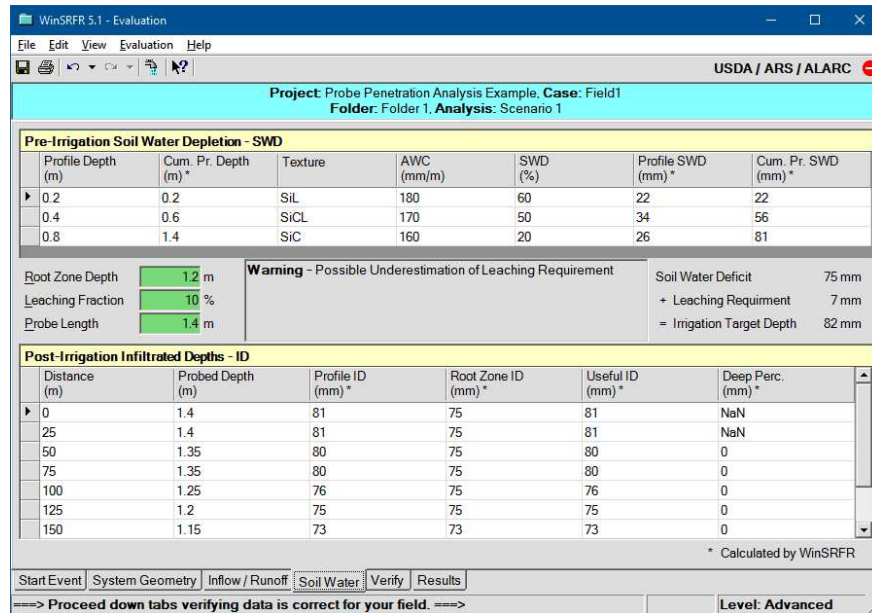 WinSRFR 5.1 - Evaluation
File Edit View Evaluation Help
USDA / ARS / ALARC
Project: Probe Penetration Analysis Example, Case: Field1
Folder: Folder 1, Analysis: Scenario 1
Pre-Irrigation Soil Water Depletion - SWD
Profile Depth (m) Cum. Pr. Depth (m) * Texture AWC (mm/m) SWD (%) Profile SWD (mm) * Cum. Pr. SWD (mm) *
0.2 0.2 SiL 180 60 22 22
0.4 0.6 SiCL 170 50 34 56
0.8 1.4 SiC 160 20 26 81
Root Zone Depth 1.2 m
Leaching Fraction 10 %
Probe Length 1.4 m
Warning - Possible Underestimation of Leaching Requirement
Soil Water Deficit 75 mm
+ Leaching Requirment 7 mm
= Irrigation Target Depth 82 mm
Post-Irrigation Infiltrated Depths - ID
Distance (m) Probed Depth (m) Profile ID (mm) * Root Zone ID (mm) * Useful ID (mm) * Deep Perc. (mm) *
0 1.4 81 75 81 NaN
25 1.4 81 75 81 NaN
50 1.35 80 75 80 0
75 1.35 80 75 80 0
100 1.25 76 75 76 0
125 1.2 75 75 75 0
150 1.15 73 73 73 0
* Calculated by WinSRFR
Start Event System Geometry Inflow / Runoff Soil Water Verify Results
===> Proceed down tabs verifying data is correct for your field. ===>
Level: Advanced